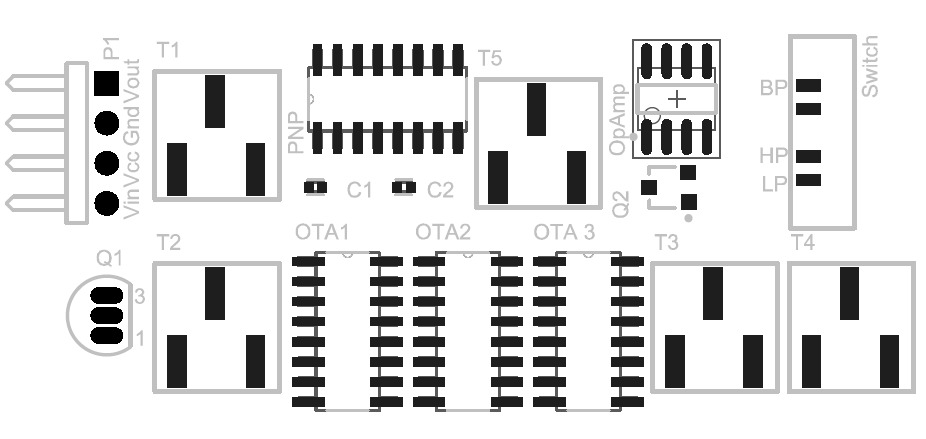 P1
Vout
Gnd
Vcc
Vin
T1
PNP
C1
C2
T5
OpAmp
Q2
BP
HP
LP
Switch
Q1
3
1
T2
OTA1
OTA2
OTA 3
T3
T4